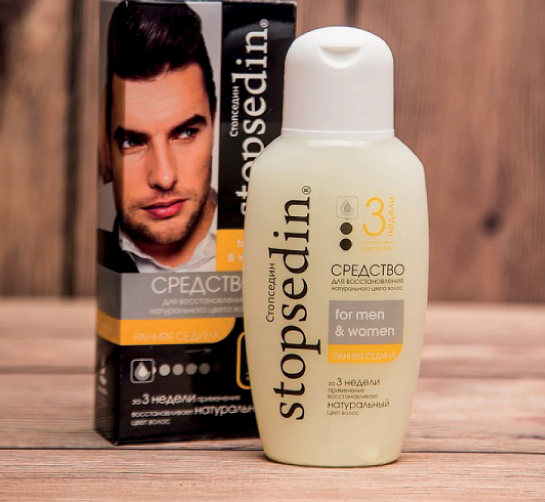 Стопседин
stopsedin®
for
& w
СРЕДСТВО
для восстановления
натурального цвета волос
РАННЯЯ СЕДИНА
за 3 недели применения
восстанавливает натуральный
цвет волос
Стопседин
stopsedin®
3
недели
СРЕДСТВО
для восстановления
натурального цвета волос
for men
& women
РАННЯЯ СЕДИНА
за 3 недели
применения
восстанавливает
натуральный
цвет волос